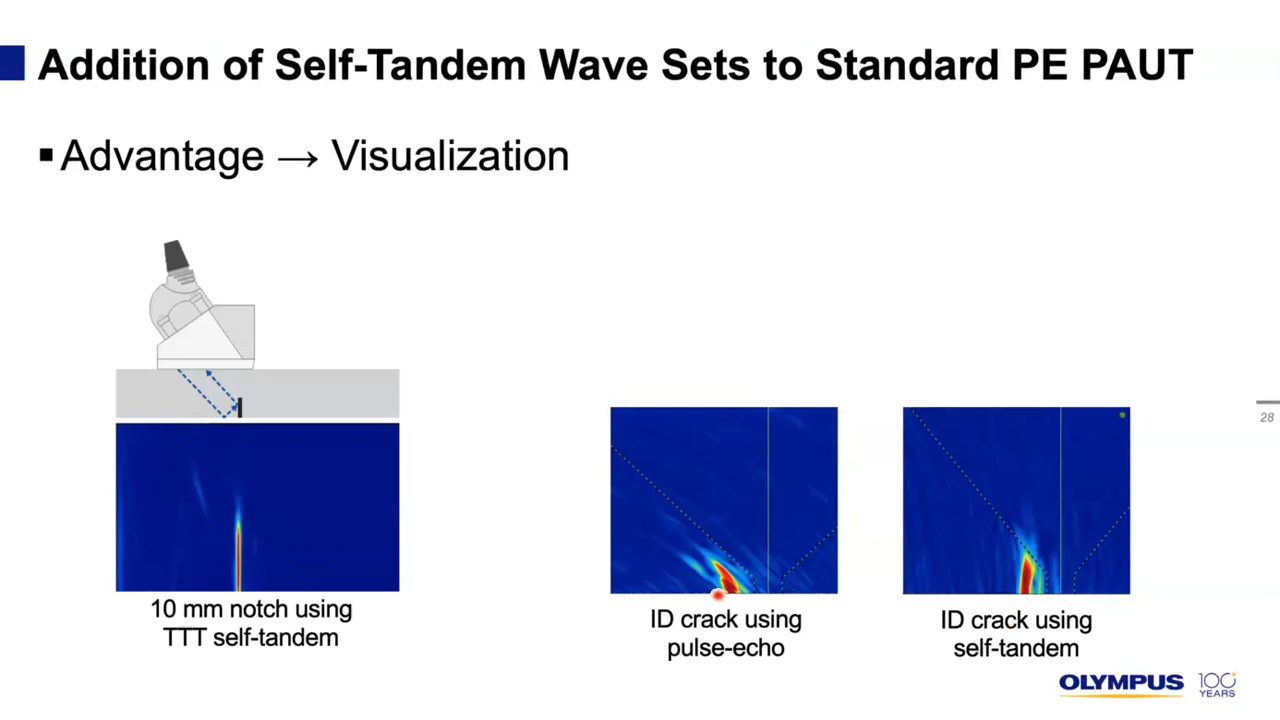 Addition of Self-Tandem Wave Sets to Standard PE PAUT
▪Advantage → Visualization
28
10 mm notch using
TTT self-tandem
ID crack using
pulse-echo
ID crack using
self-tandem
OLYMPUS
100
YEARS